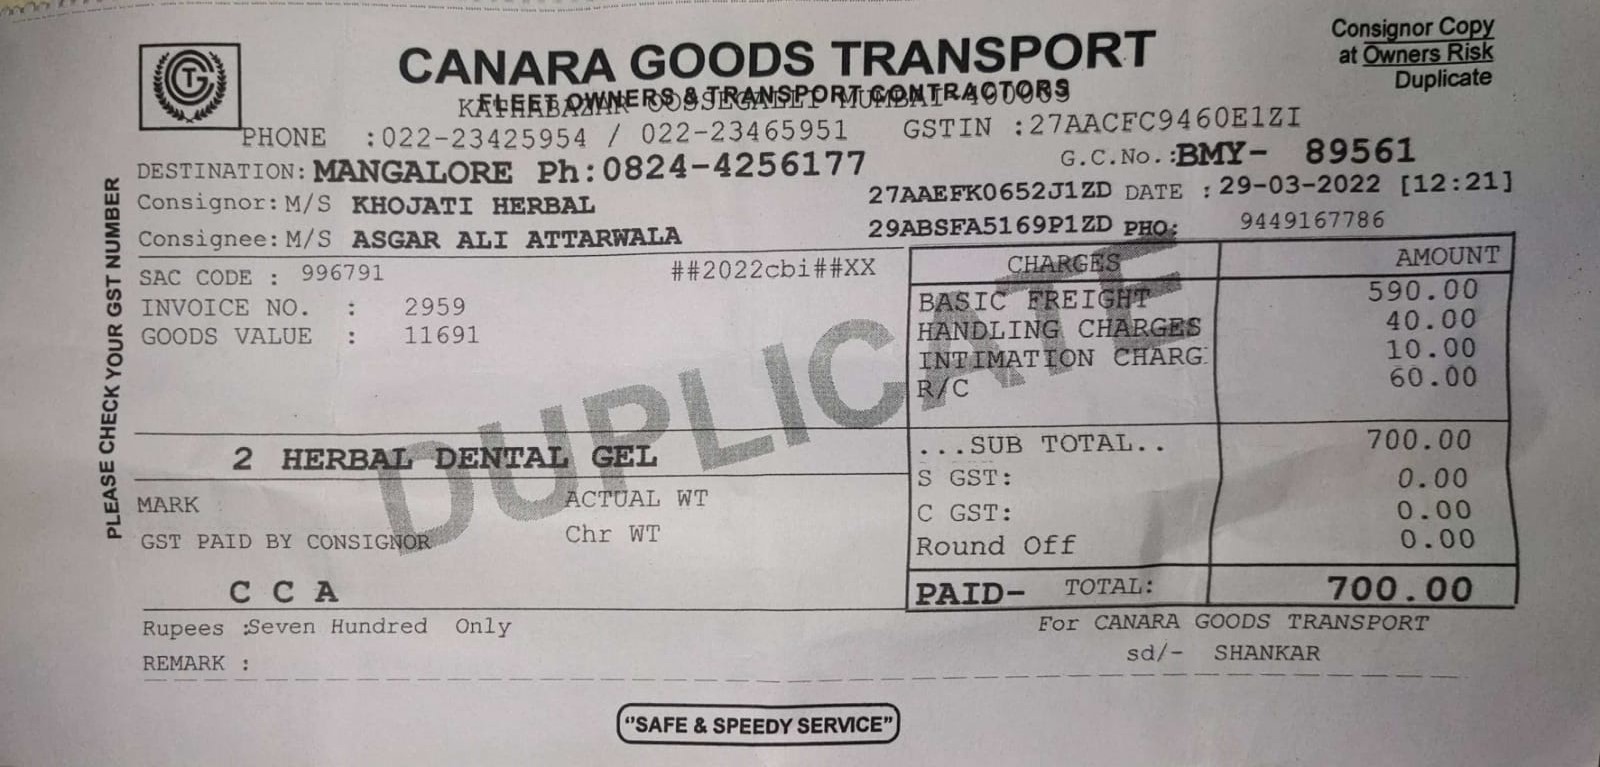 Consignor Copy
at Owners Risk
Duplicate
CANARA GOODS TRANSPORT
FLEET OWNERS & TRANSPORT CONTRACTORS
KATHABAZAR MUMBAI
PHONE :022-23425954 / 022-23465951 GSTIN :27AACFC9460E1ZI
DESTINATION: MANGALORE Ph:0824-4256177 G.C.No.:BMY- 89561
Consignor: M/S KHOJATI HERBAL 27AAEFK0652J1ZD DATE : 29-03-2022 [12:21]
Consignee: M/S ASGAR ALI ATTARWALA 29ABSFA5169P1ZD PHO: 9449167786
PLEASE CHECK YOUR GST NUMBER
SAC CODE : 996791 ##2022cbi##XX
INVOICE NO. : 2959
GOODS VALUE : 11691
CHARGES AMOUNT
BASIC FREIGHT 590.00
HANDLING CHARGES 40.00
INTIMATION CHARG 10.00
R/C 60.00
DUPLICATE
2 HERBAL DENTAL GEL
MARK ACTUAL WT
GST PAID BY CONSIGNOR Chr WT
C C A
...SUB TOTAL.. 700.00
S GST: 0.00
C GST: 0.00
Round Off 0.00
PAID- TOTAL: 700.00
Rupees :Seven Hundred Only
REMARK :
For CANARA GOODS TRANSPORT
sd/- SHANKAR
"SAFE & SPEEDY SERVICE"